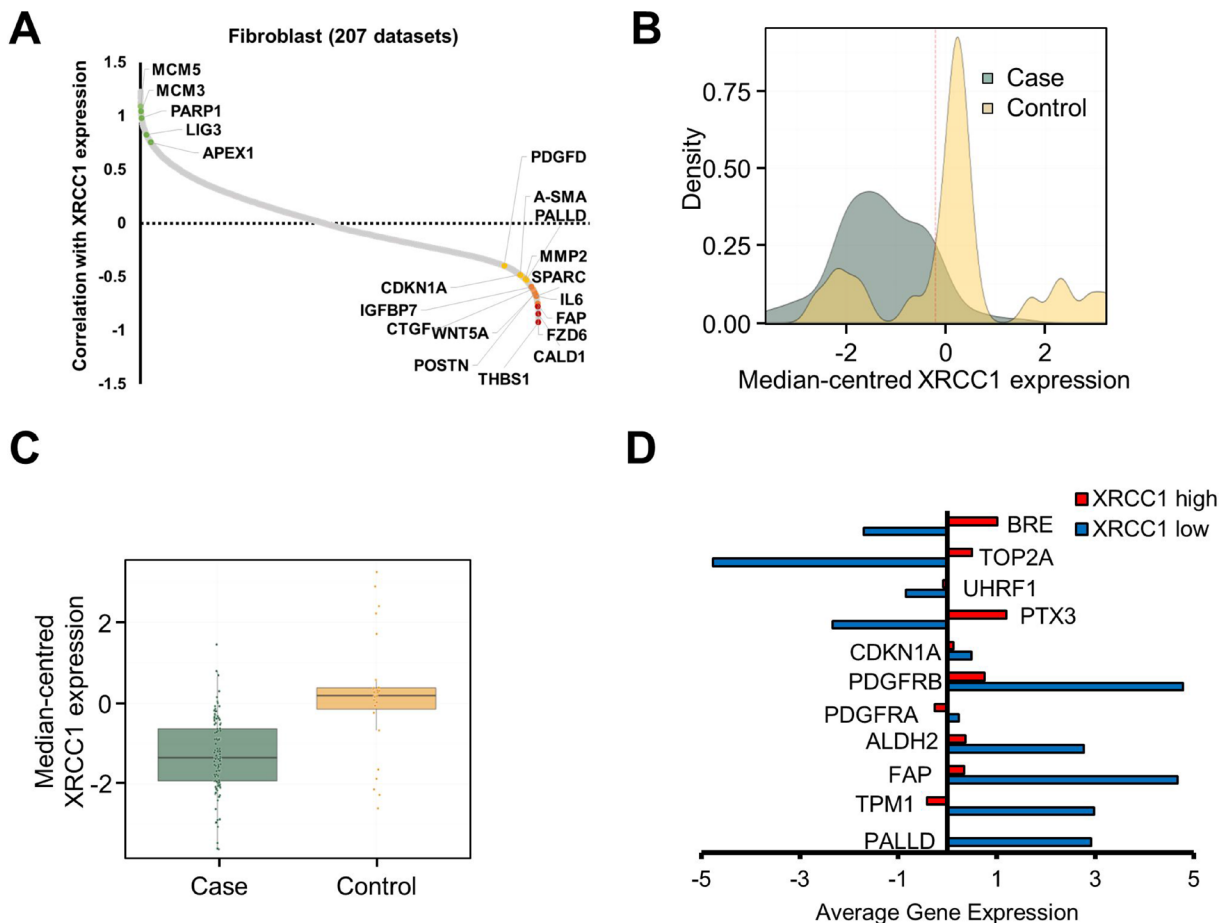 A
Fibroblast (207 datasets)
Correlation with XRCC1 expression
1.5
1
0.5
0
-0.5
-1
-1.5
MCM5
MCM3
PARP1
LIG3
APEX1
PDGFD
A-SMA
PALLD
MMP2
CDKN1A
SPARC
IGFBP7
IL6
CTGF
WNT5A
FAP
FZD6
POSTN
CALD1
THBS1
B
Density
0.75
0.50
0.25
0.00
Case
Control
-2
0
2
Median-centred XRCC1 expression
C
Median-centred
XRCC1 expression
2
0
-2
Case
Control
D
XRCC1 high
XRCC1 low
BRE
TOP2A
UHRF1
PTX3
CDKN1A
PDGFRB
PDGFRA
ALDH2
FAP
TPM1
PALLD
-5
-3
-1
1
3
5
Average Gene Expression